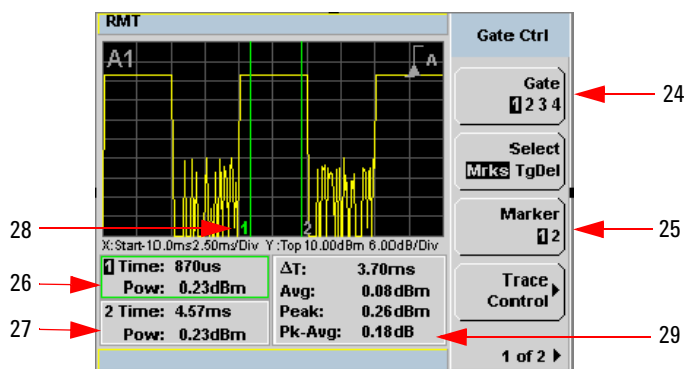 RMT
Gate Ctrl
A1
A
Gate
1 2 3 4
24
Select
Mrks TgDel
Marker
1 2
25
28
1
2
X:Start-10.0ms2.50ms/Div Y:Top 10.00dBm 6.00dB/Div
26
1 Time: 870us
Pow: 0.23dBm
27
2 Time: 4.57ms
Pow: 0.23dBm
ΔT: 3.70ms
Avg: 0.08dBm
Peak: 0.26dBm
Pk-Avg: 0.18dB
29
Trace
Control
1 of 2